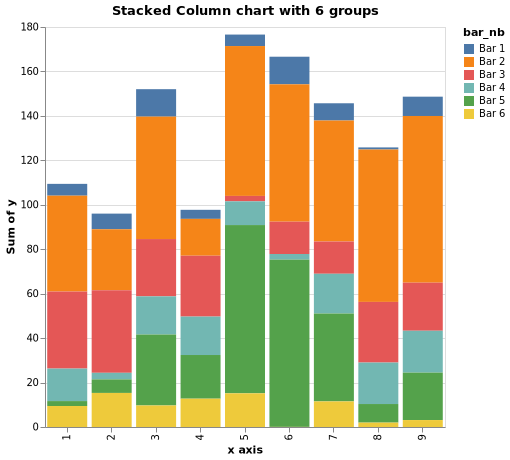 Stacked Column chart with 6 groups
180
160
140
120
100
80
60
40
20
0
Sum of y
1 2 3 4 5 6 7 8 9
x axis
bar_nb
Bar 1
Bar 2
Bar 3
Bar 4
Bar 5
Bar 6